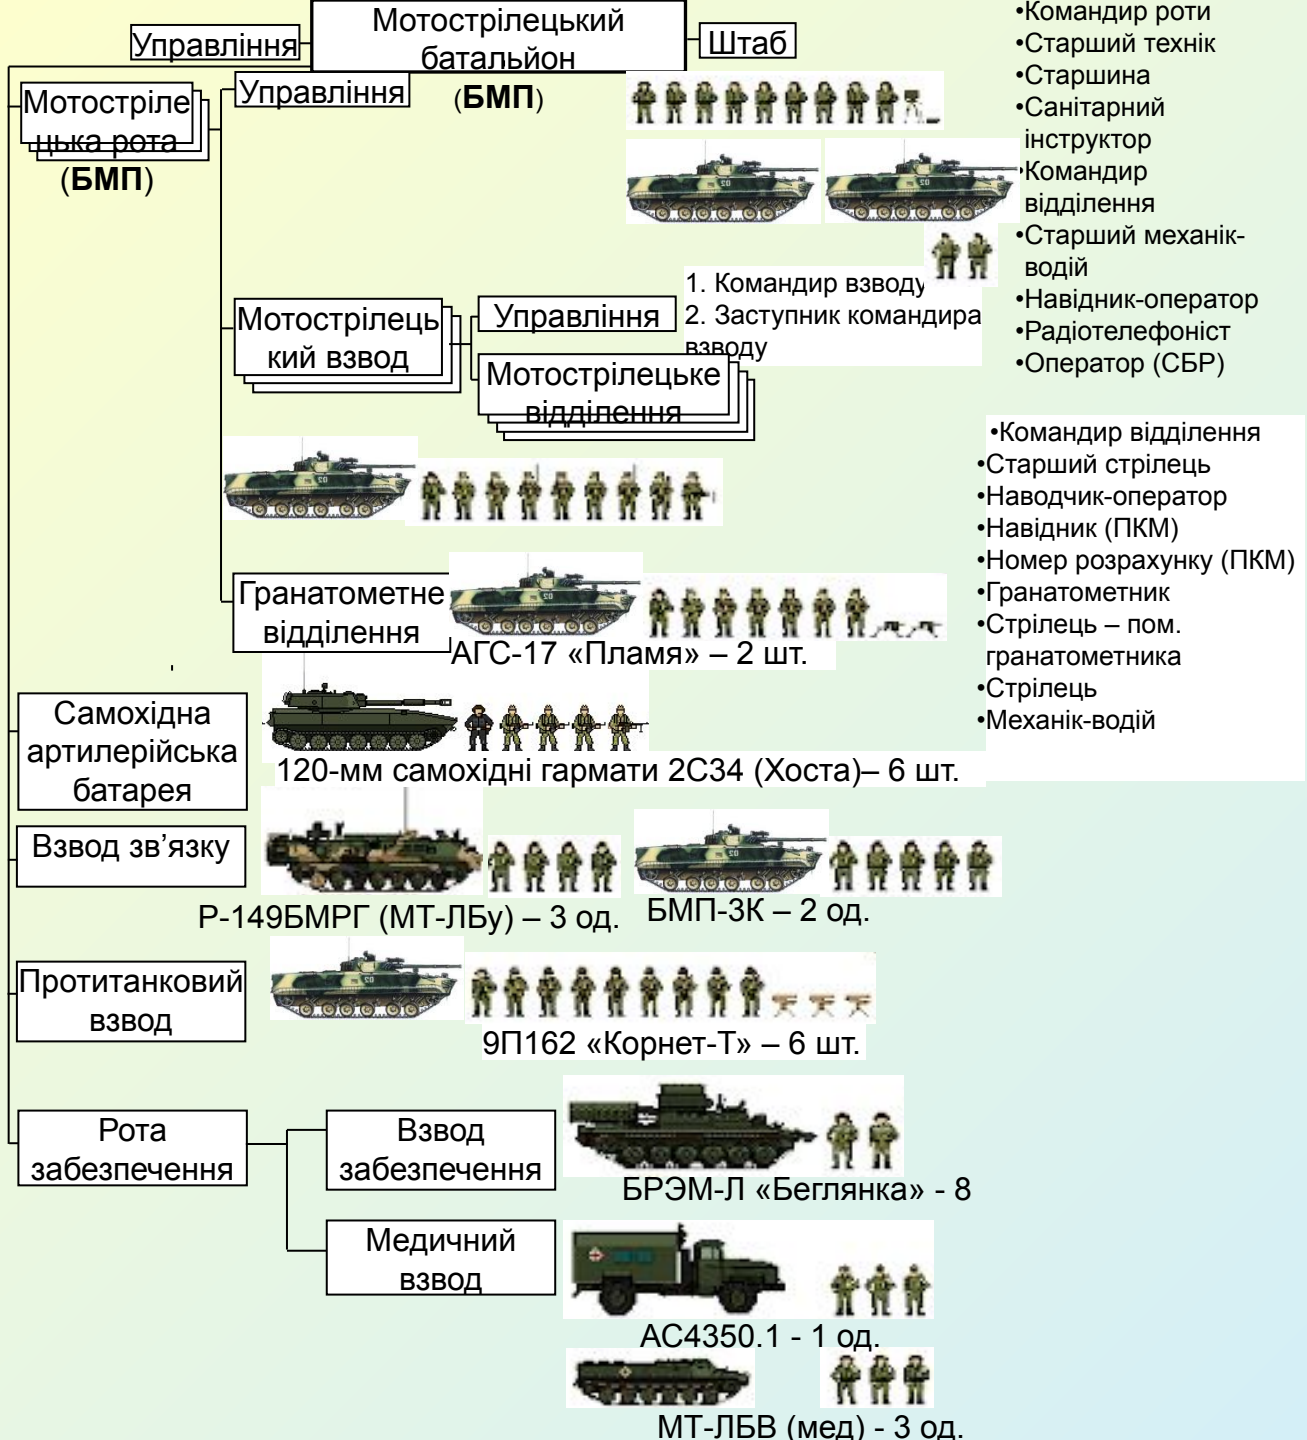 Управління
Мотострілецький
батальйон
(БМП)
Штаб
Мотостріле
цька рота
(БМП)
Управління
•Командир роти
•Старший технік
•Старшина
•Санітарний
інструктор
•Командир
відділення
•Старший механік-
водій
•Навідник-оператор
•Радіотелефоніст
•Оператор (СБР)
Мотострілець
кий взвод
Управління
1. Командир взводу
2. Заступник командира
взводу
Мотострілецьке
відділення
•Командир відділення
•Старший стрілець
•Наводчик-оператор
•Навідник (ПКМ)
•Номер розрахунку (ПКМ)
•Гранатометник
•Стрілець – пом.
гранатометника
•Стрілець
•Механік-водій
Гранатометне
відділення
АГС-17 «Пламя» – 2 шт.
Самохідна
артилерійська
батарея
120-мм самохідні гармати 2С34 (Хоста)– 6 шт.
Взвод зв’язку
Р-149БМРГ (МТ-ЛБу) – 3 од.
БМП-3К – 2 од.
Протитанковий
взвод
9П162 «Корнет-Т» – 6 шт.
Рота
забезпечення
Взвод
забезпечення
БРЭМ-Л «Беглянка» - 8
Медичний
взвод
АС4350.1 - 1 од.
МТ-ЛБВ (мед) - 3 од.